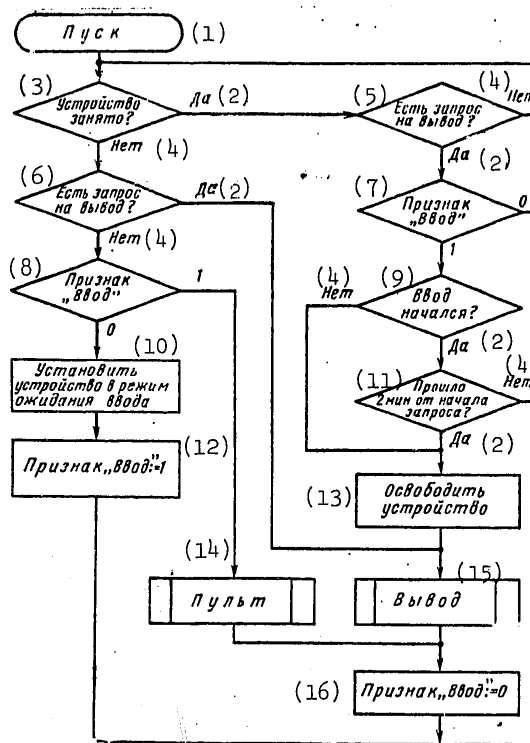 Пуск (1)
(3) Устройство занято?
Да (2)
Нет (4)
(5) Есть запрос на вывод?
(4) Нет
Да (2)
(6) Есть запрос на вывод?
Да (2)
Нет (4)
(7) Признак „Ввод"
0
1
(8) Признак „Ввод"
1
0
(4) Нет
(9) Ввод начался?
Да (2)
(10)
Установить
устройство в режим
ожидания ввода
(11) Прошло
2 мин от начала
запроса?
(4
Нет
Да (2)
(12)
Признак „Ввод:"=1
(13) Освободить
устройство
(14)
Пульт
(15)
Вывод
(16) Признак „Ввод:"=0